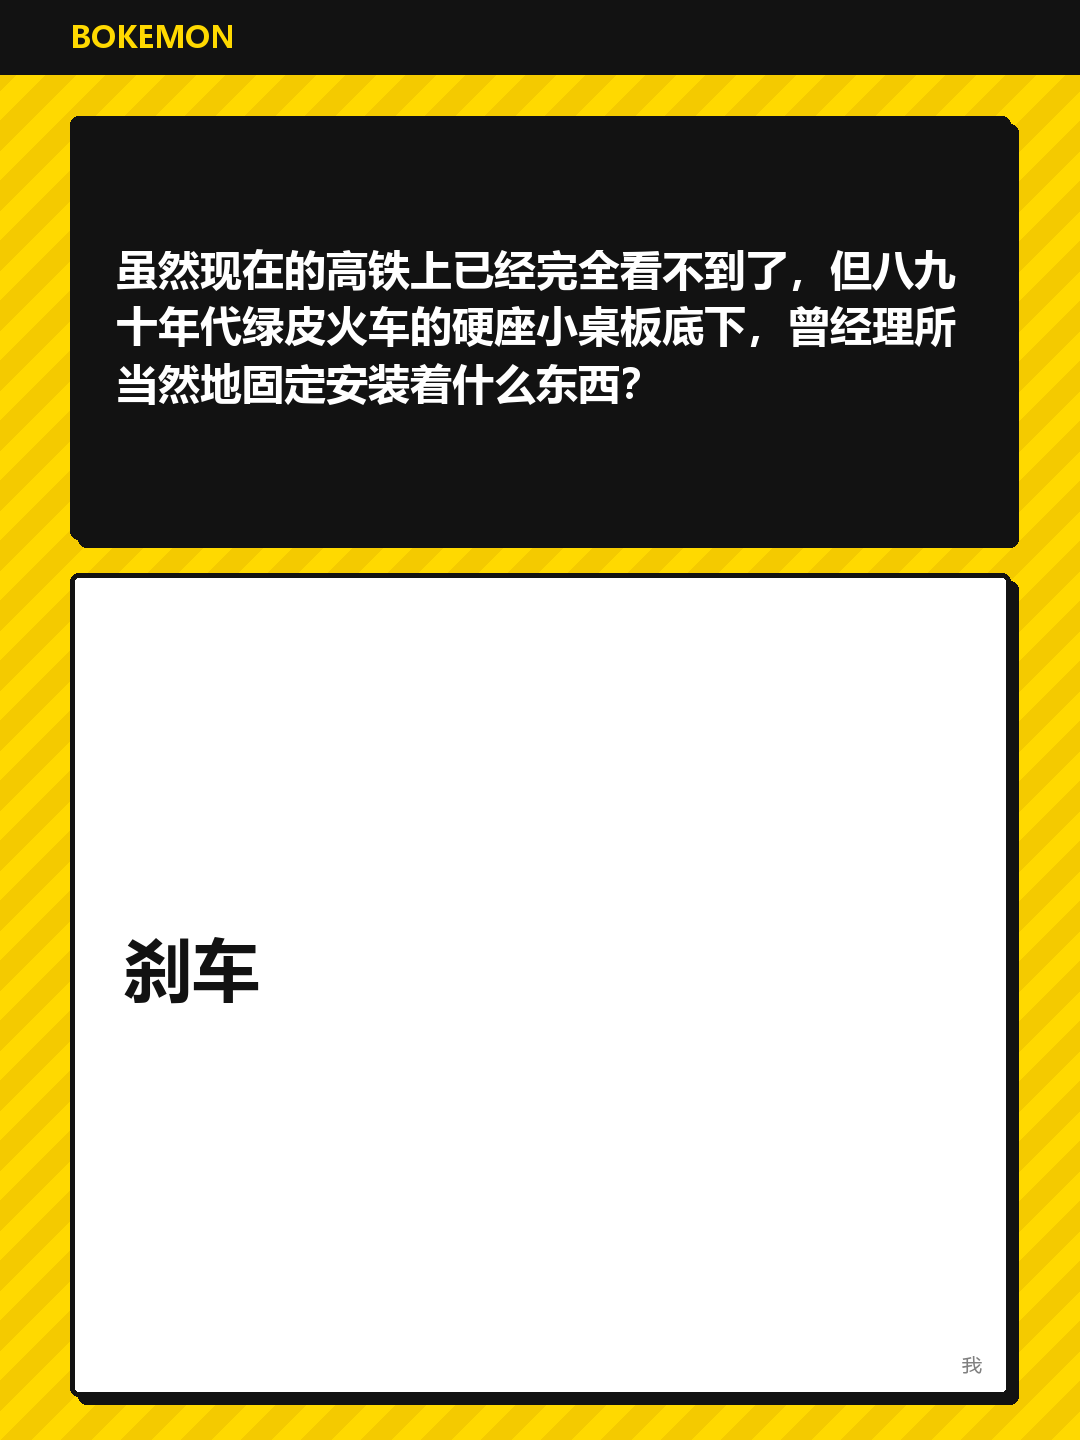 BOKEMON
虽然现在的高铁上已经完全看不到了，但八九
十年代绿皮火车的硬座小桌板底下，曾经理所
当然地固定安装着什么东西？
刹车
我